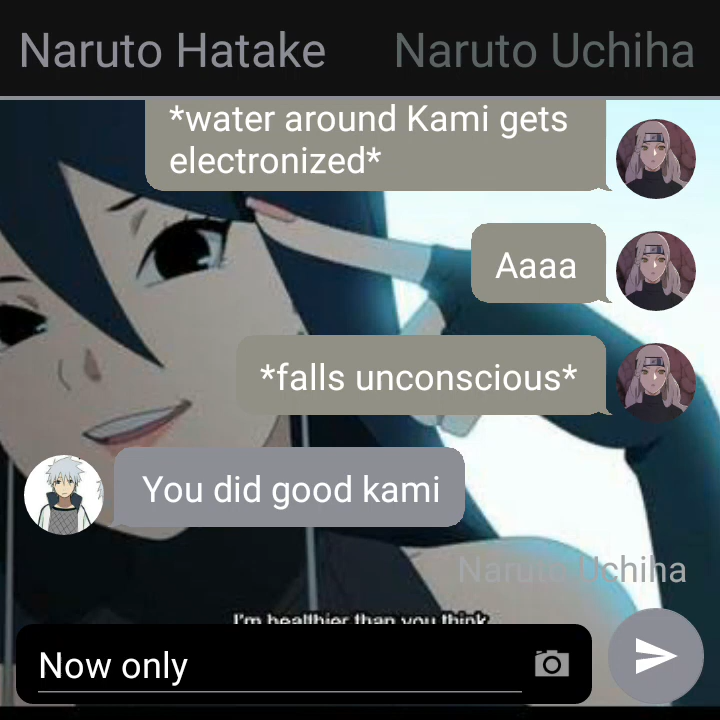 Naruto Hatake Naruto Uchiha
*water around Kami gets
electronized*
Aaaa
*falls unconscious*
You did good kami
Naruto Uchiha
I'm healthier than you think
Now only